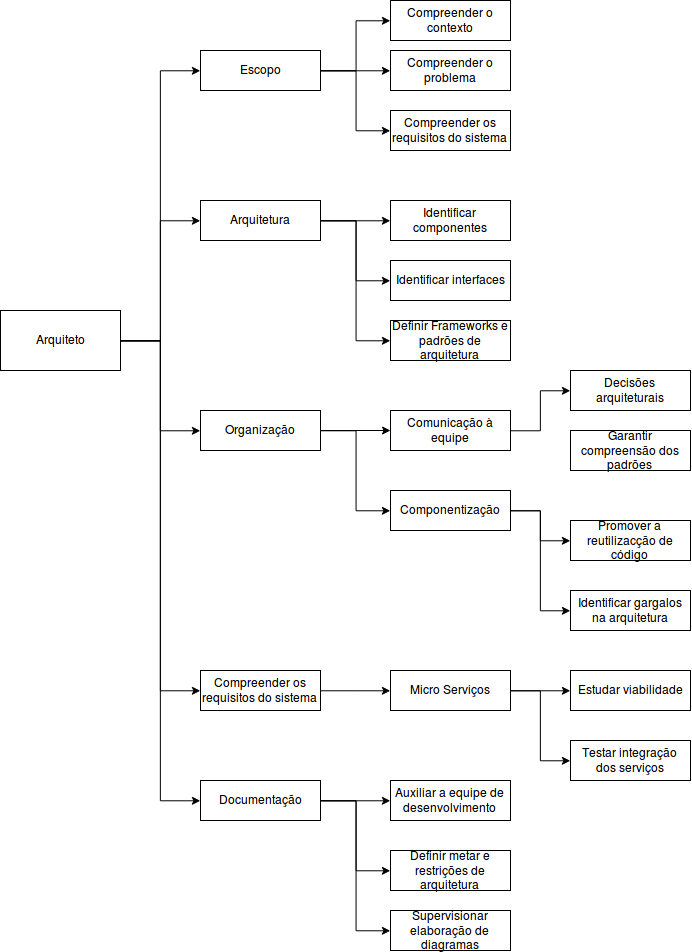 Compreender o
contexto
Escopo
Compreender o
problema
Compreender os
requisitos do sistema
Arquitetura
Identificar
componentes
Identificar interfaces
Arquiteto
Definir Frameworks e
padrões de
arquitetura
Organização
Comunicação à
equipe
Decisões
arquiteturais
Garantir
compreensão dos
padrões
Componentização
Promover a
reutilizacção de
código
Identificar gargalos
na arquitetura
Compreender os
requisitos do sistema
Micro Serviços
Estudar viabilidade
Testar integração
dos serviços
Documentação
Auxiliar a equipe de
desenvolvimento
Definir metar e
restrições de
arquitetura
Supervisionar
elaboração de
diagramas